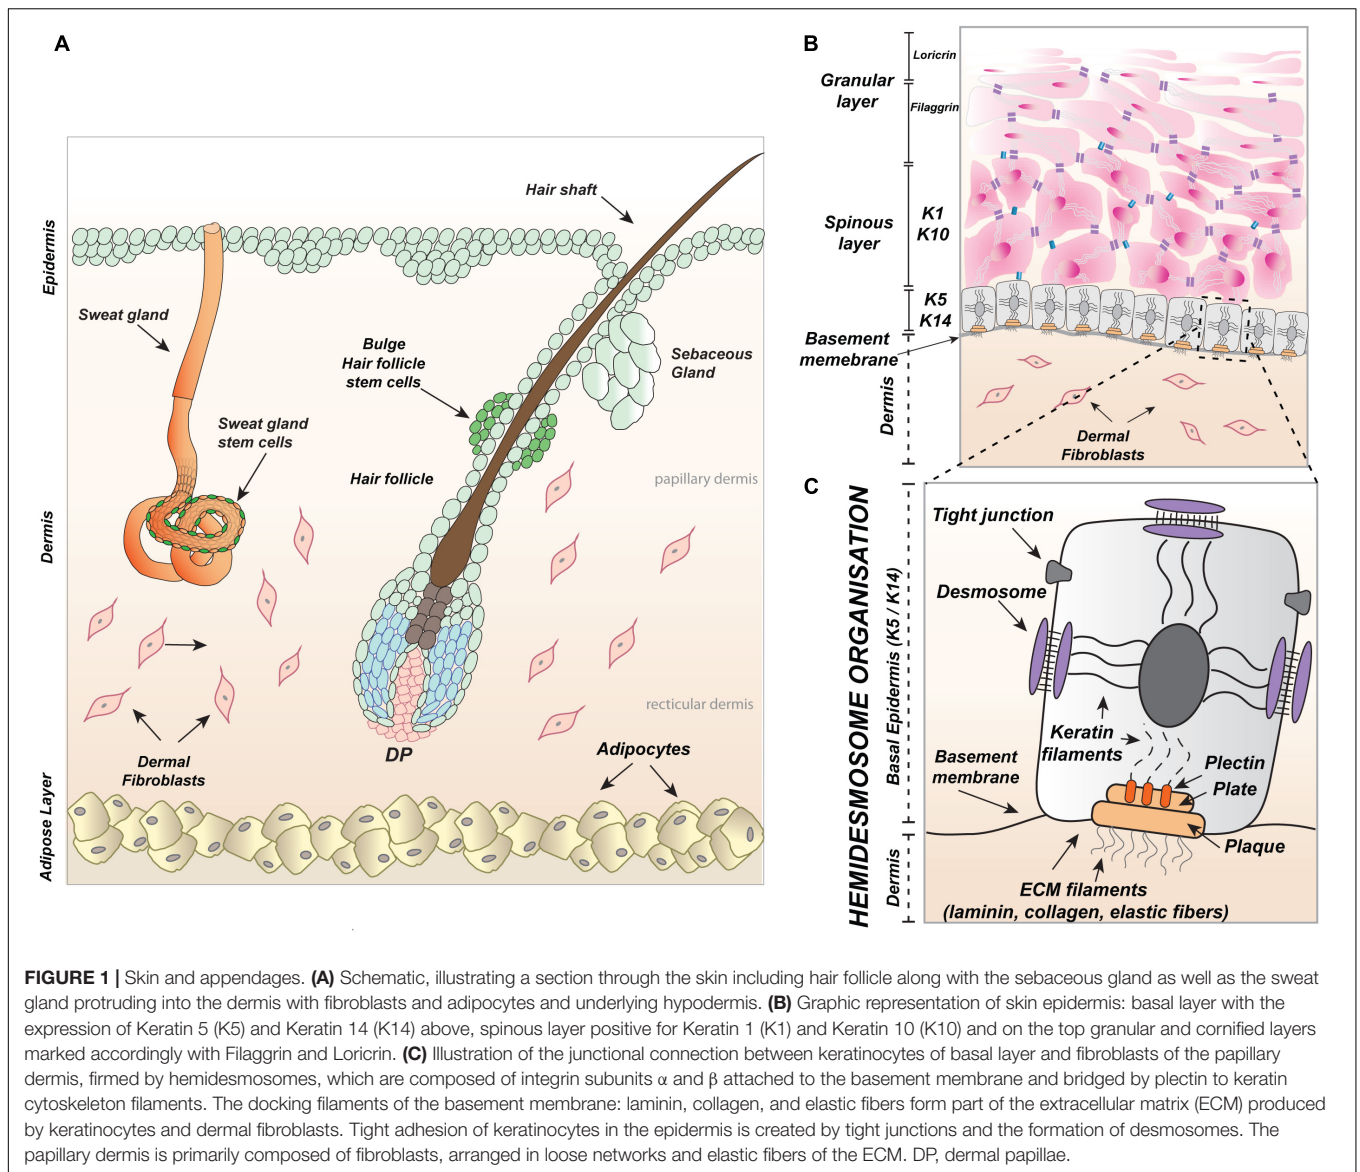 A
Hair shaft
Epidermis
Sweat gland
Bulge
Hair follicle
stem cells
Sebaceous
Gland
Sweat gland
stem cells
Hair follicle
papillary dermis
Dermis
recticular dermis
DP
Dermal
Fibroblasts
Adipocytes
Adipose Layer
B
Loricrin
Granular
layer
Filaggrin
Spinous
layer
K1
K10
K5
K14
Basement
memebrane
Dermis
Dermal
Fibroblasts
C
HEMIDESMOSOME ORGANISATION
Basal Epidermis (K5 / K14)
Dermis
Tight junction
Desmosome
Keratin
filaments
Basement
membrane
Plectin
Plate
Plaque
ECM filaments
(laminin, collagen, elastic fibers)
FIGURE 1 | Skin and appendages. (A) Schematic, illustrating a section through the skin including hair follicle along with the sebaceous gland as well as the sweat
gland protruding into the dermis with fibroblasts and adipocytes and underlying hypodermis. (B) Graphic representation of skin epidermis: basal layer with the
expression of Keratin 5 (K5) and Keratin 14 (K14) above, spinous layer positive for Keratin 1 (K1) and Keratin 10 (K10) and on the top granular and cornified layers
marked accordingly with Filaggrin and Loricrin. (C) Illustration of the junctional connection between keratinocytes of basal layer and fibroblasts of the papillary
dermis, firmed by hemidesmosomes, which are composed of integrin subunits α and β attached to the basement membrane and bridged by plectin to keratin
cytoskeleton filaments. The docking filaments of the basement membrane: laminin, collagen, and elastic fibers form part of the extracellular matrix (ECM) produced
by keratinocytes and dermal fibroblasts. Tight adhesion of keratinocytes in the epidermis is created by tight junctions and the formation of desmosomes. The
papillary dermis is primarily composed of fibroblasts, arranged in loose networks and elastic fibers of the ECM. DP, dermal papillae.